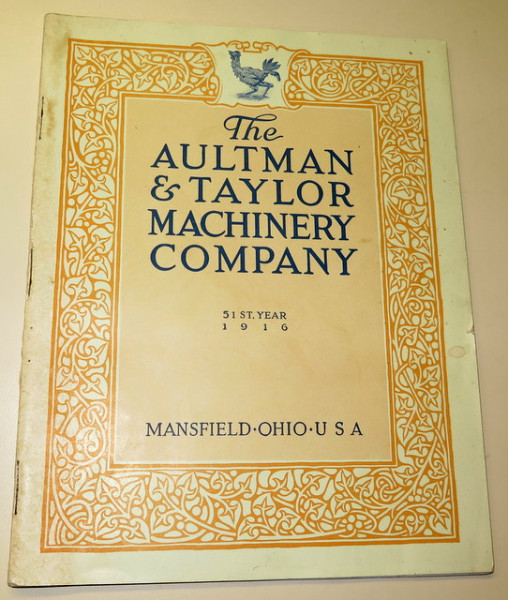 The
AULTMAN
& TAYLOR
MACHINERY
COMPANY
51 ST. YEAR
1916
MANSFIELD·OHIO·U S A